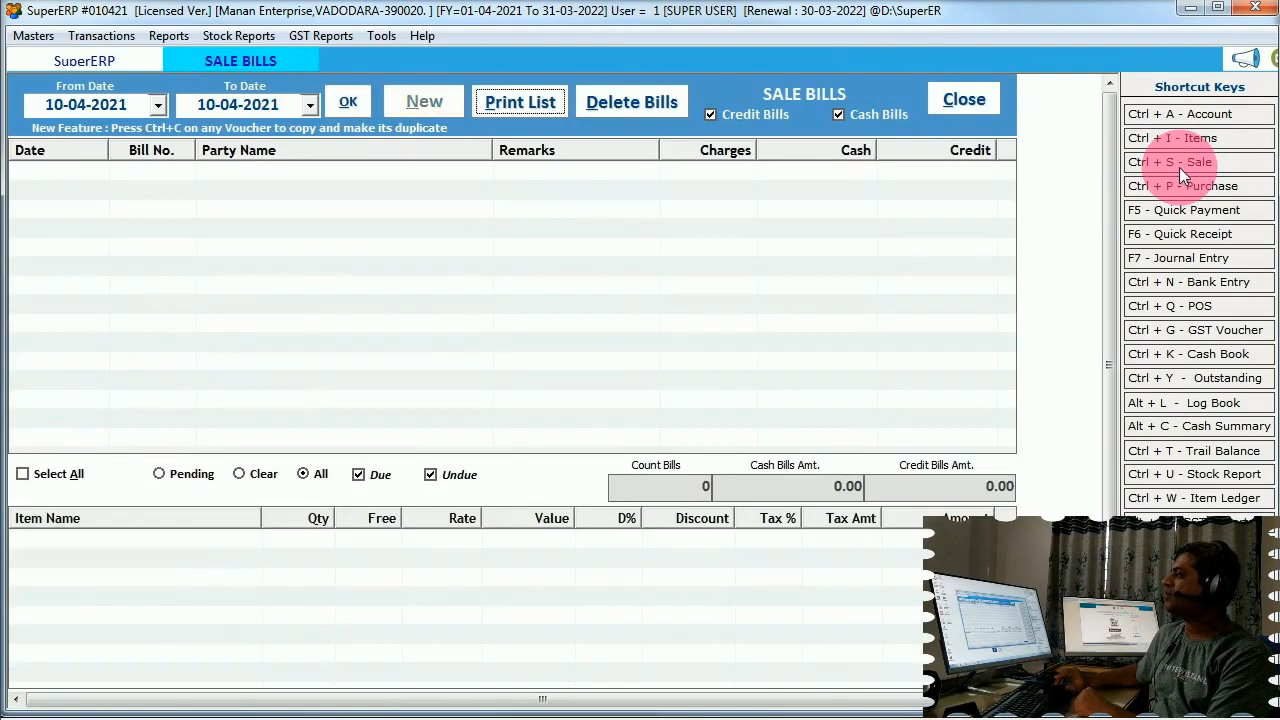 SuperERP #010421 [Licensed Ver.] [Manan Enterprise,VADODARA-390020. ] [FY=01-04-2021 To 31-03-2022] User = 1 [SUPER USER] [Renewal : 30-03-2022] @D:\SuperER
Masters Transactions Reports Stock Reports GST Reports Tools Help
SuperERP SALE BILLS
From Date To Date
10-04-2021 10-04-2021 OK New Print List Delete Bills SALE BILLS Close
Credit Bills Cash Bills
New Feature : Press Ctrl+C on any Voucher to copy and make its duplicate
Date Bill No. Party Name Remarks Charges Cash Credit
Select All Pending Clear All Due Undue
Count Bills Cash Bills Amt. Credit Bills Amt.
0 0.00 0.00
Item Name Qty Free Rate Value D% Discount Tax % Tax Amt
Shortcut Keys
Ctrl + A - Account
Ctrl + I - Items
Ctrl + S - Sale
Ctrl + P - Purchase
F5 - Quick Payment
F6 - Quick Receipt
F7 - Journal Entry
Ctrl + N - Bank Entry
Ctrl + Q - POS
Ctrl + G - GST Voucher
Ctrl + K - Cash Book
Ctrl + Y - Outstanding
Alt + L - Log Book
Alt + C - Cash Summary
Ctrl + T - Trail Balance
Ctrl + U - Stock Report
Ctrl + W - Item Ledger